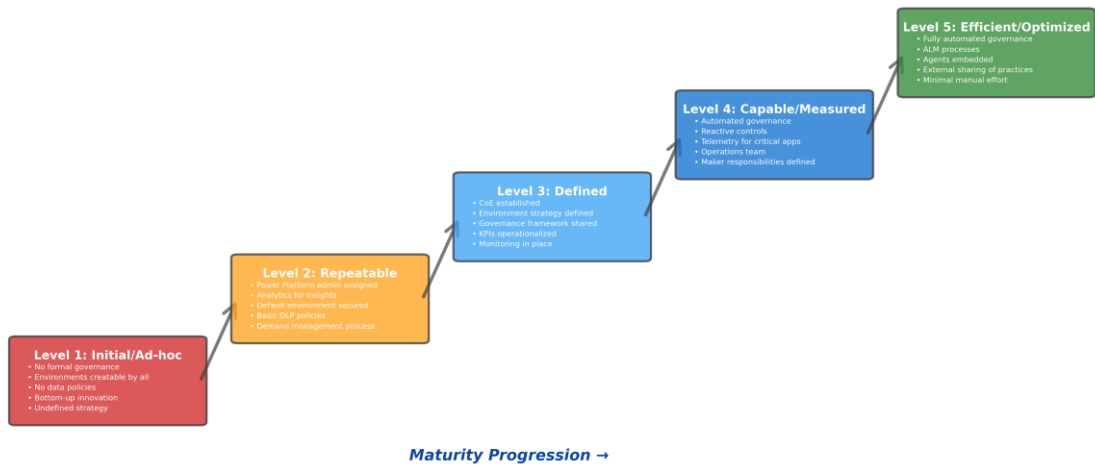 Level 1: Initial/Ad-hoc
• No formal governance
• Environments creatable by all
• No data policies
• Bottom-up innovation
• Undefined strategy
Level 2: Repeatable
• Power Platform admin assigned
• Analytics for insights
• Default environment secured
• Basic DLP policies
• Demand management process
Level 3: Defined
• CoE established
• Environment strategy defined
• Governance framework shared
• KPIs operationalized
• Monitoring in place
Level 4: Capable/Measured
• Automated governance
• Reactive controls
• Telemetry for critical apps
• Operations team
• Maker responsibilities defined
Level 5: Efficient/Optimized
• Fully automated governance
• ALM processes
• Agents embedded
• External sharing of practices
• Minimal manual effort
Maturity Progression →